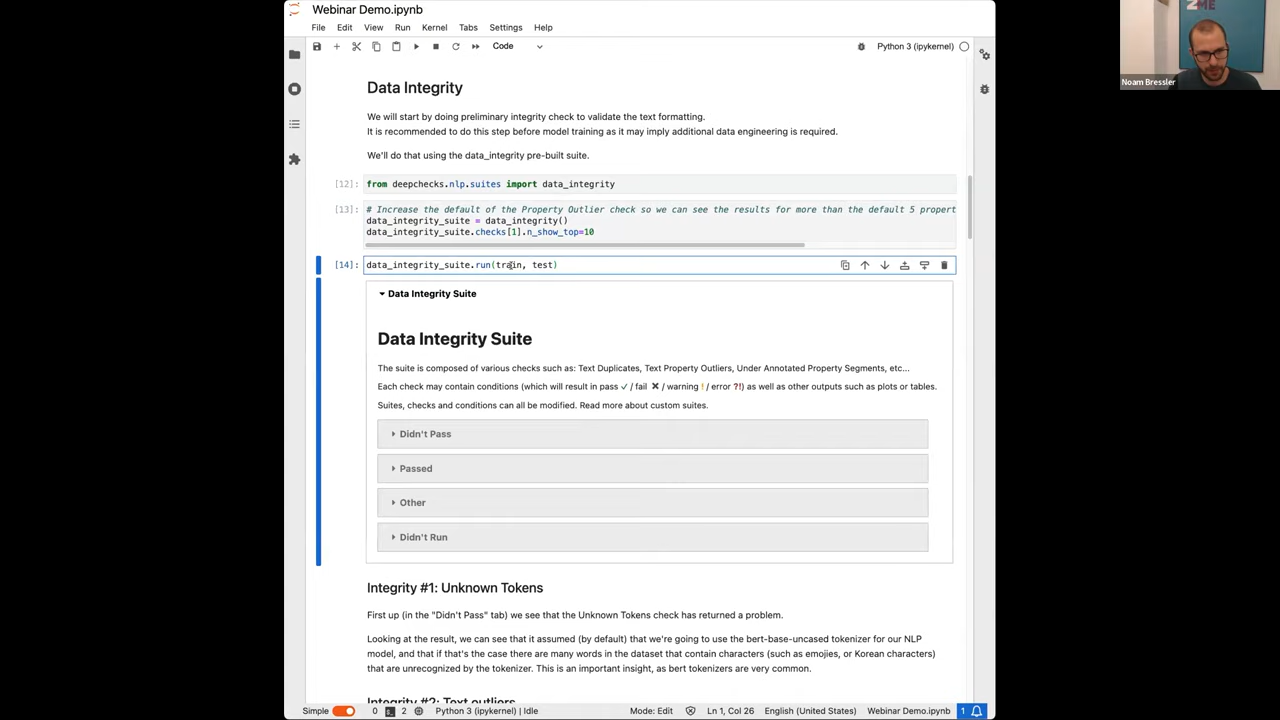 Webinar Demo.ipynb
File Edit View Run Kernel Tabs Settings Help
Code
Python 3 (ipykernel)
ZME
Noam Bressler
Data Integrity
We will start by doing preliminary integrity check to validate the text formatting.
It is recommended to do this step before model training as it may imply additional data engineering is required.
We'll do that using the data_integrity pre-built suite.
[12]: from deepchecks.nlp.suites import data_integrity
[13]: # Increase the default of the Property Outlier check so we can see the results for more than the default 5 propert
data_integrity_suite = data_integrity()
data_integrity_suite.checks[1].n_show_top=10
[14]: data_integrity_suite.run(train, test)
Data Integrity Suite
Data Integrity Suite
The suite is composed of various checks such as: Text Duplicates, Text Property Outliers, Under Annotated Property Segments, etc...
Each check may contain conditions (which will result in pass ✓ / fail ✖ / warning ! / error ?!) as well as other outputs such as plots or tables.
Suites, checks and conditions can all be modified. Read more about custom suites.
Didn't Pass
Passed
Other
Didn't Run
Integrity #1: Unknown Tokens
First up (in the "Didn't Pass" tab) we see that the Unknown Tokens check has returned a problem.
Looking at the result, we can see that it assumed (by default) that we're going to use the bert-base-uncased tokenizer for our NLP
model, and that if that's the case there are many words in the dataset that contain characters (such as emojies, or Korean characters)
that are unrecognized by the tokenizer. This is an important insight, as bert tokenizers are very common.
Integrity #2: Text outliers
Simple 0 2 Python 3 (ipykernel) | Idle Mode: Edit Ln 1, Col 26 English (United States) Webinar Demo.ipynb 1